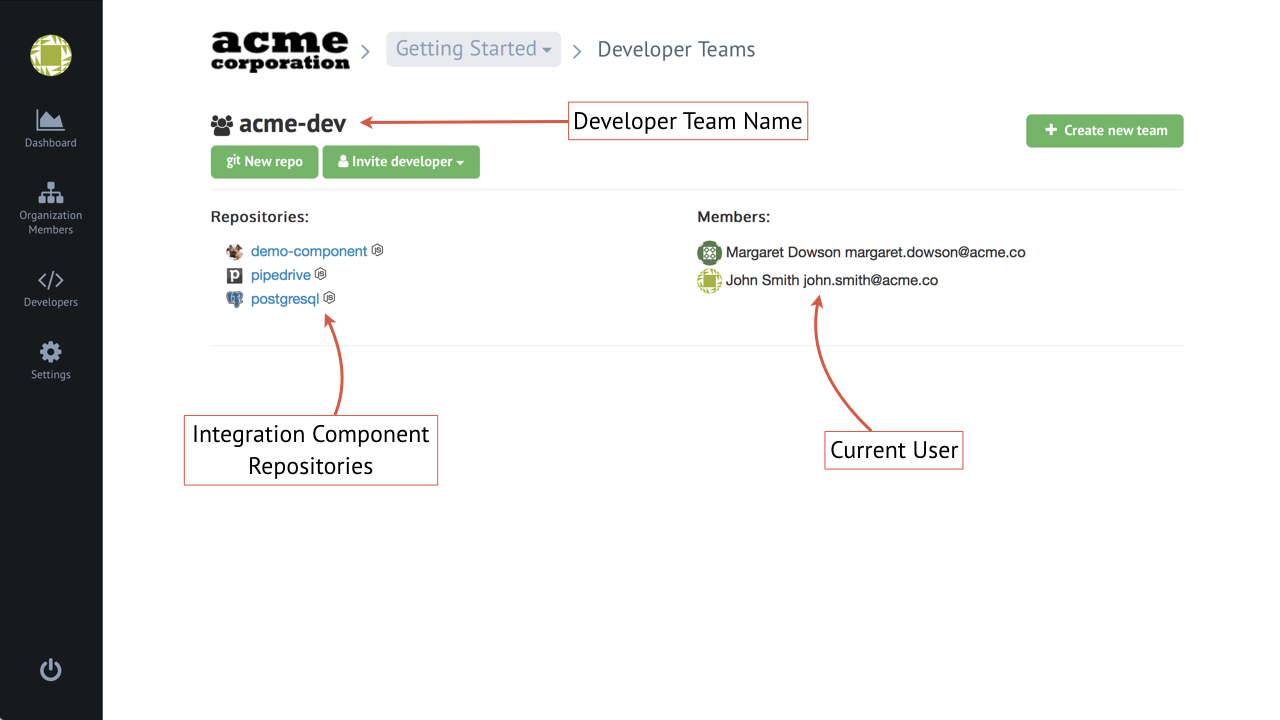 acme
corporation
Getting Started
Developer Teams
acme-dev
Developer Team Name
Create new team
git New repo
Invite developer
Dashboard
Organization
Members
Developers
Settings
Repositories:
demo-component
pipedrive
postgresql
Members:
Margaret Dowson margaret.dowson@acme.co
John Smith john.smith@acme.co
Integration Component
Repositories
Current User